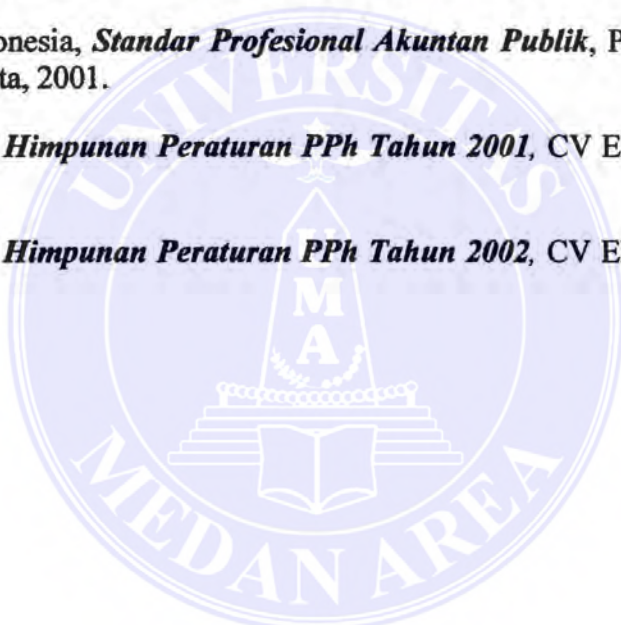 onesia, Standar Profesional Akuntan Publik, P
ta, 2001.
Himpunan Peraturan PPh Tahun 2001, CV E
Himpunan Peraturan PPh Tahun 2002, CV E
UNIVERSITAS
UMA
MEDAN AREA